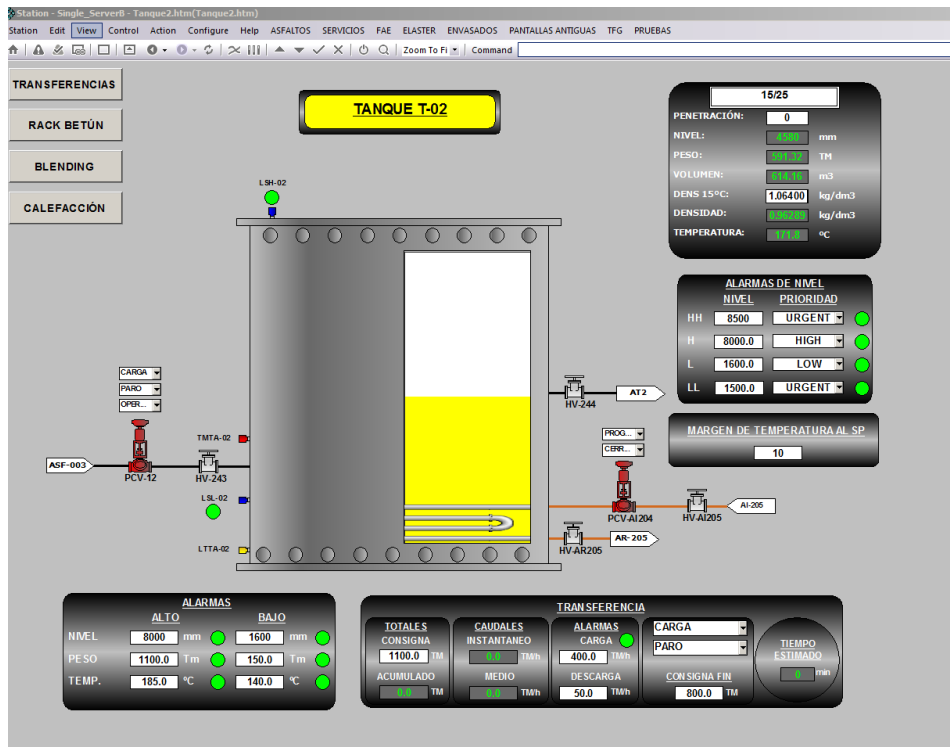 Station - Single_ServerB - Tanque2.htm(Tanque2.htm)
Station Edit View Control Action Configure Help ASFALTOS SERVICIOS FAE ELASTER ENVASADOS PANTALLAS ANTIGUAS TFG PRUEBAS
Zoom To Fi Command
TRANSFERENCIAS
RACK BETÚN
BLENDING
CALEFACCIÓN
TANQUE T-02
15/25
PENETRACIÓN: 0
NIVEL: 4580 mm
PESO: 591.32 TM
VOLUMEN: 614.16 m3
DENS 15ºC: 1.06400 kg/dm3
DENSIDAD: 0.96289 kg/dm3
TEMPERATURA: 171.8 ºC
LSH-02
ALARMAS DE NIVEL
NIVEL PRIORIDAD
HH 8500 URGENT
H 8000.0 HIGH
L 1600.0 LOW
LL 1500.0 URGENT
MARGEN DE TEMPERATURA AL SP
10
CARGA
PARO
OPER...
ASF-003
PCV-12
HV-243
TMTA-02
LSL-02
LTTA-02
HV-244
AT2
PROG...
CERR...
PCV-AI204
HV-AI205
AI-205
HV-AR205
AR-205
ALARMAS
ALTO BAJO
NIVEL 8000 mm 1600 mm
PESO 1100.0 Tm 150.0 Tm
TEMP. 185.0 ºC 140.0 ºC
TRANSFERENCIA
TOTALES
CONSIGNA
1100.0 TM
ACUMULADO
0.0 TM
CAUDALES
INSTANTANEO
0.0 TM/h
MEDIO
0.0 TM/h
ALARMAS
CARGA
400.0 TM/h
DESCARGA
50.0 TM/h
CARGA
PARO
CONSIGNA FIN
800.0 TM
TIEMPO
ESTIMADO
0 min